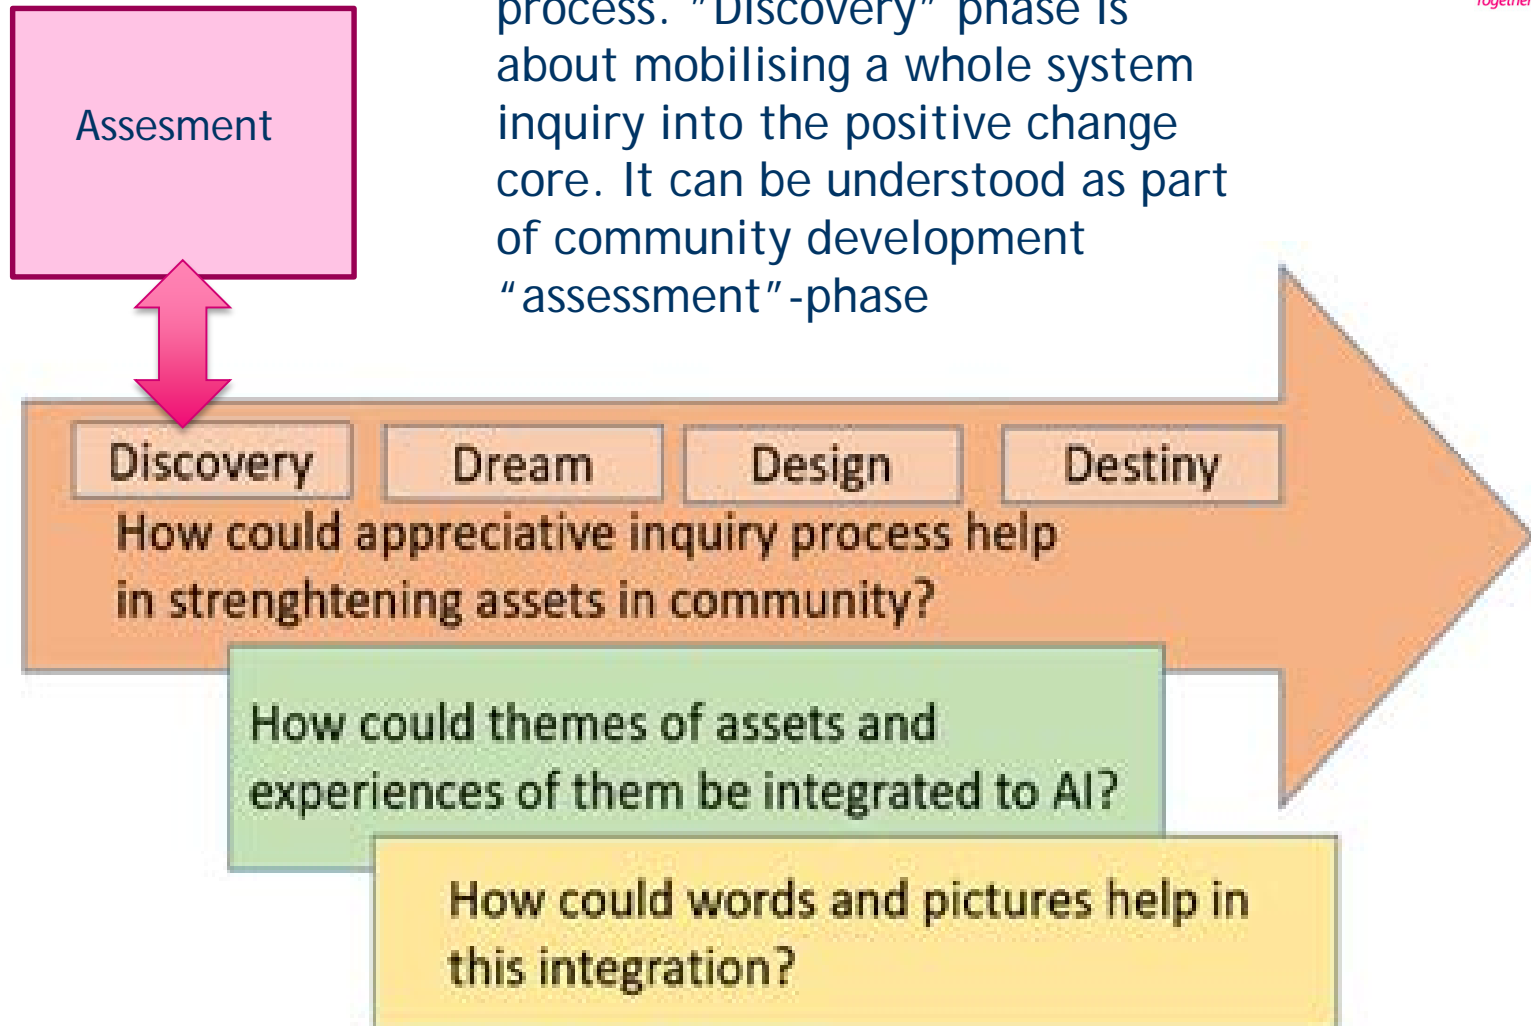 Together
process. "Discovery" phase is
about mobilising a whole system
inquiry into the positive change
core. It can be understood as part
of community development
“assessment"-phase
Assesment
Discovery Dream Design Destiny
How could appreciative inquiry process help
in strenghtening assets in community?
How could themes of assets and
experiences of them be integrated to AI?
How could words and pictures help in
this integration?